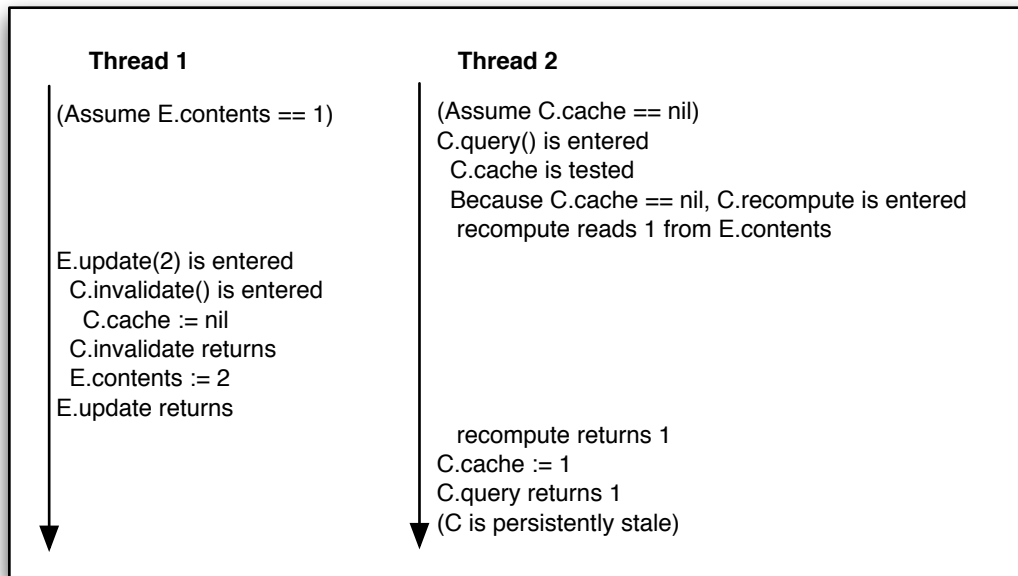 Thread 1
(Assume E.contents == 1)
E.update(2) is entered
C.invalidate() is entered
C.cache := nil
C.invalidate returns
E.contents := 2
E.update returns
Thread 2
(Assume C.cache == nil)
C.query() is entered
C.cache is tested
Because C.cache == nil, C.recompute is entered
recompute reads 1 from E.contents
recompute returns 1
C.cache := 1
C.query returns 1
(C is persistently stale)